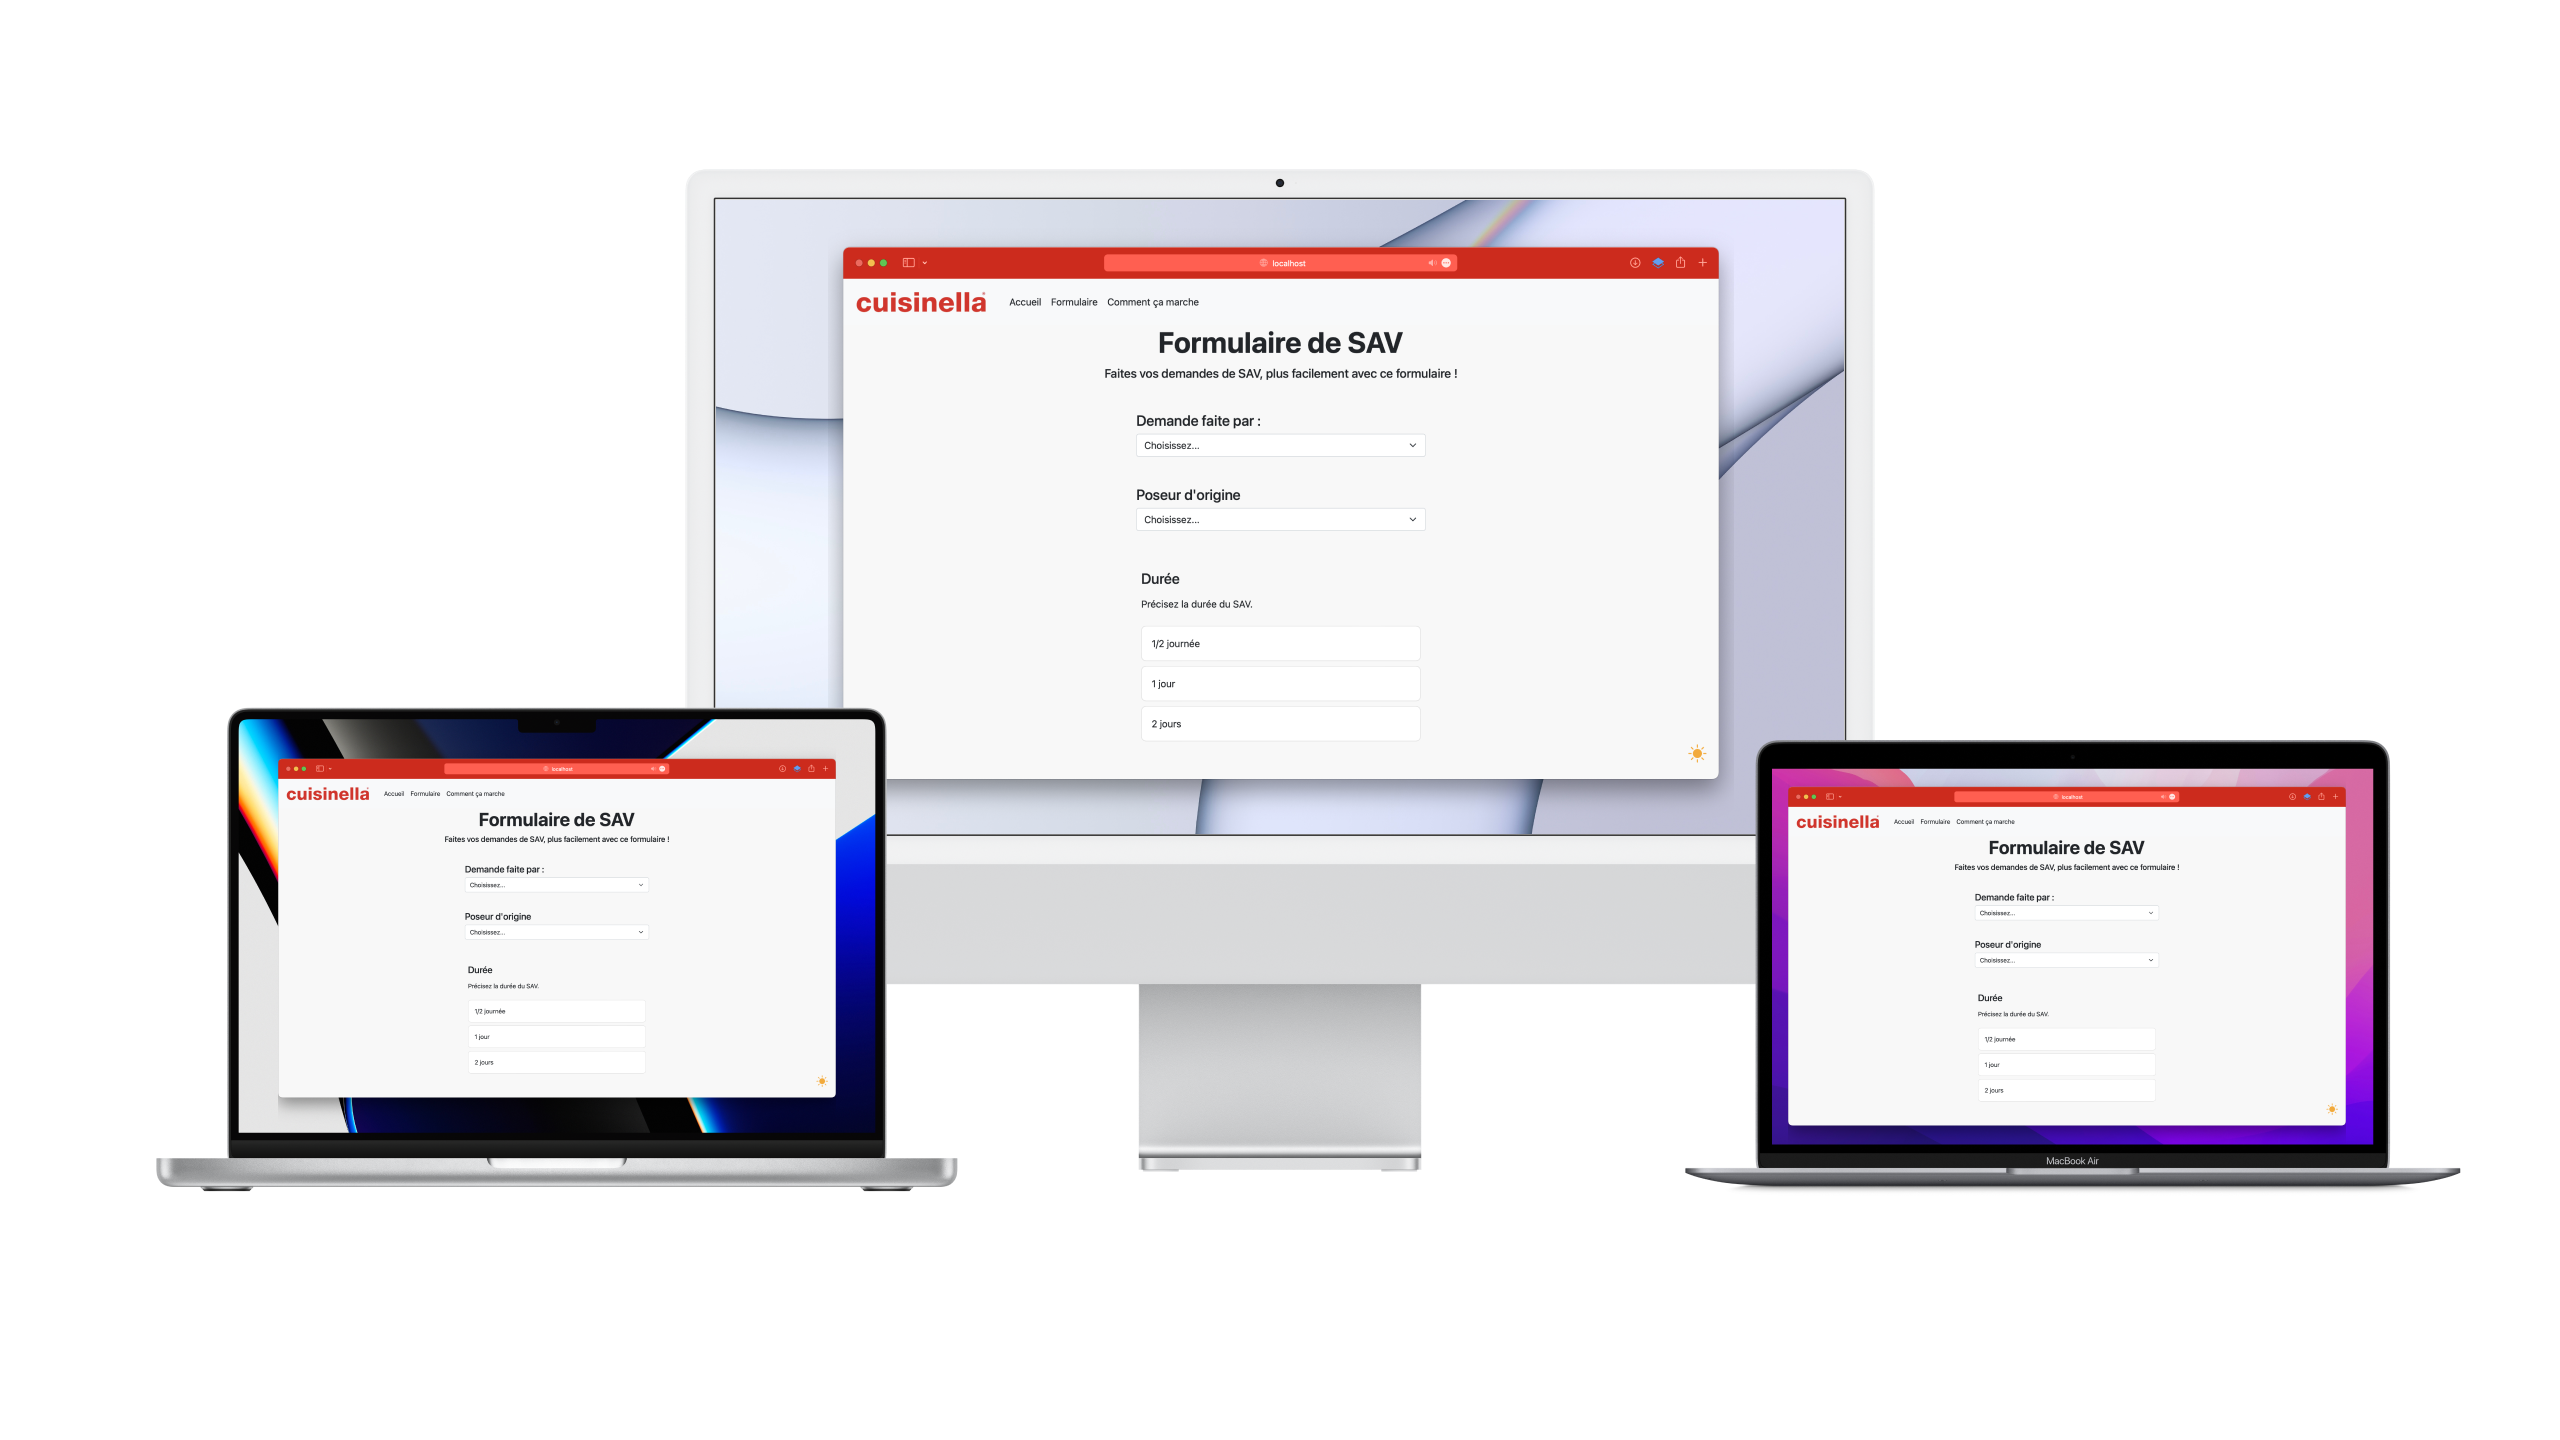 localhost
cuisinella
Accueil Formulaire Comment ça marche
Formulaire de SAV
Faites vos demandes de SAV, plus facilement avec ce formulaire !
Demande faite par :
Choisissez...
Poseur d'origine
Choisissez...
Durée
Précisez la durée du SAV.
1/2 journée
1 jour
2 jours
localhost
cuisinella
Accueil Formulaire Comment ça marche
Formulaire de SAV
Faites vos demandes de SAV, plus facilement avec ce formulaire !
Demande faite par :
Choisissez...
Poseur d'origine
Choisissez...
Durée
Précisez la durée du SAV.
1/2 journée
1 jour
2 jours
localhost
cuisinella
Accueil Formulaire Comment ça marche
Formulaire de SAV
Faites vos demandes de SAV, plus facilement avec ce formulaire !
Demande faite par :
Choisissez...
Poseur d'origine
Choisissez...
Durée
Précisez la durée du SAV.
1/2 journée
1 jour
2 jours
MacBook Air